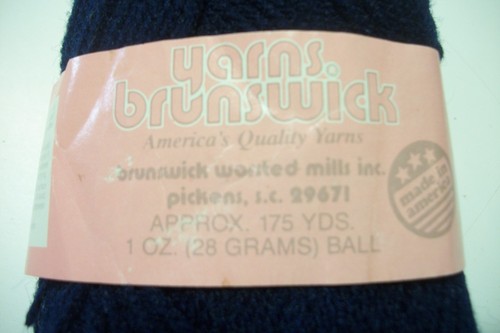 yarns
brunswick
America's Quality Yarns
brunswick worsted mills inc.
pickens, s.c. 29671
APPROX. 175 YDS.
1 OZ. (28 GRAMS) BALL
made in
america